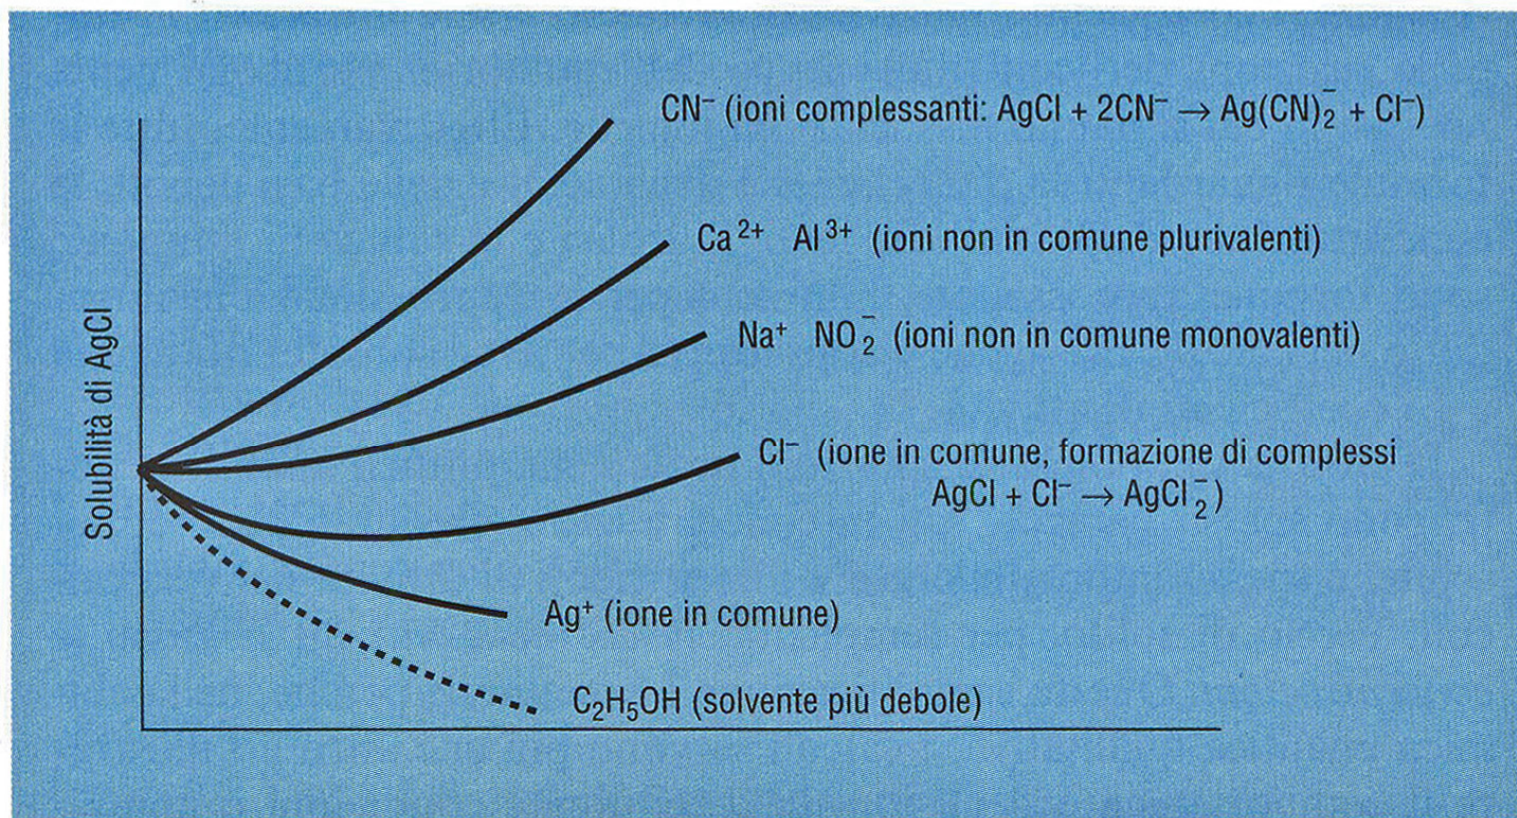 CN⁻ (ioni complessanti: AgCl + 2CN⁻ → Ag(CN)₂⁻ + Cl⁻)
Ca²⁺ Al³⁺ (ioni non in comune plurivalenti)
Na⁺ NO₂⁻ (ioni non in comune monovalenti)
Solubilità di AgCl
Cl⁻ (ione in comune, formazione di complessi
AgCl + Cl⁻ → AgCl₂⁻)
Ag⁺ (ione in comune)
C₂H₅OH (solvente più debole)